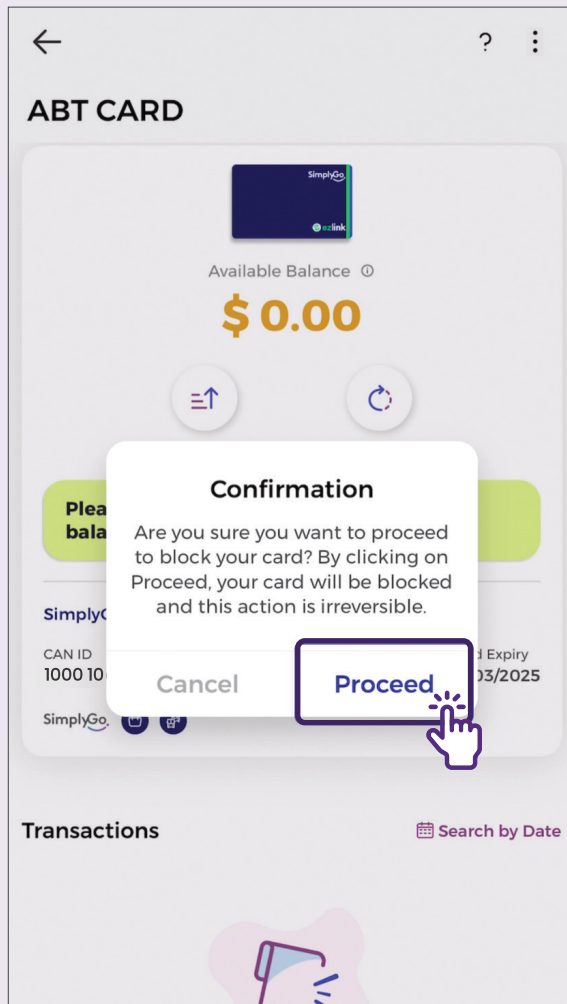 ?
ABT CARD
SimplyGo
ezlink
Available Balance
$ 0.00
Confirmation
Are you sure you want to proceed
to block your card? By clicking on
Proceed, your card will be blocked
and this action is irreversible.
Cancel
Proceed
CAN ID
Expiry
1000 10
03/2025
SimplyGo
Transactions
Search by Date